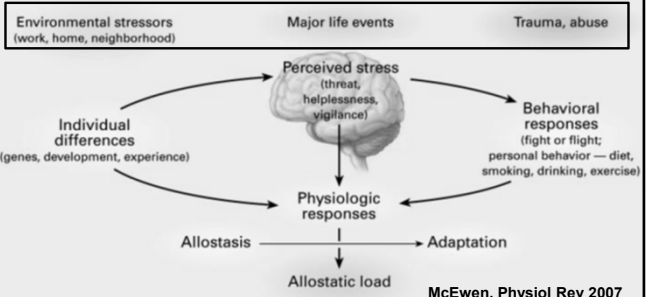 Environmental stressors
(work, home, neighborhood)
Major life events
Trauma, abuse
Perceived stress
(threat,
helplessness,
vigilance)
Individual
differences
(genes, development, experience)
Behavioral
responses
(fight or flight;
personal behavior — diet,
smoking, drinking, exercise)
Physiologic
responses
Allostasis
Adaptation
Allostatic load
McEwen, Physiol Rev 2007